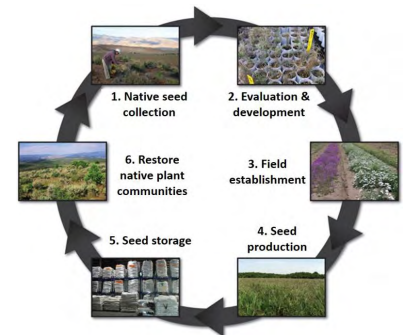 1. Native seed
collection
2. Evaluation &
development
3. Field
establishment
4. Seed
production
5. Seed storage
6. Restore
native plant
communities